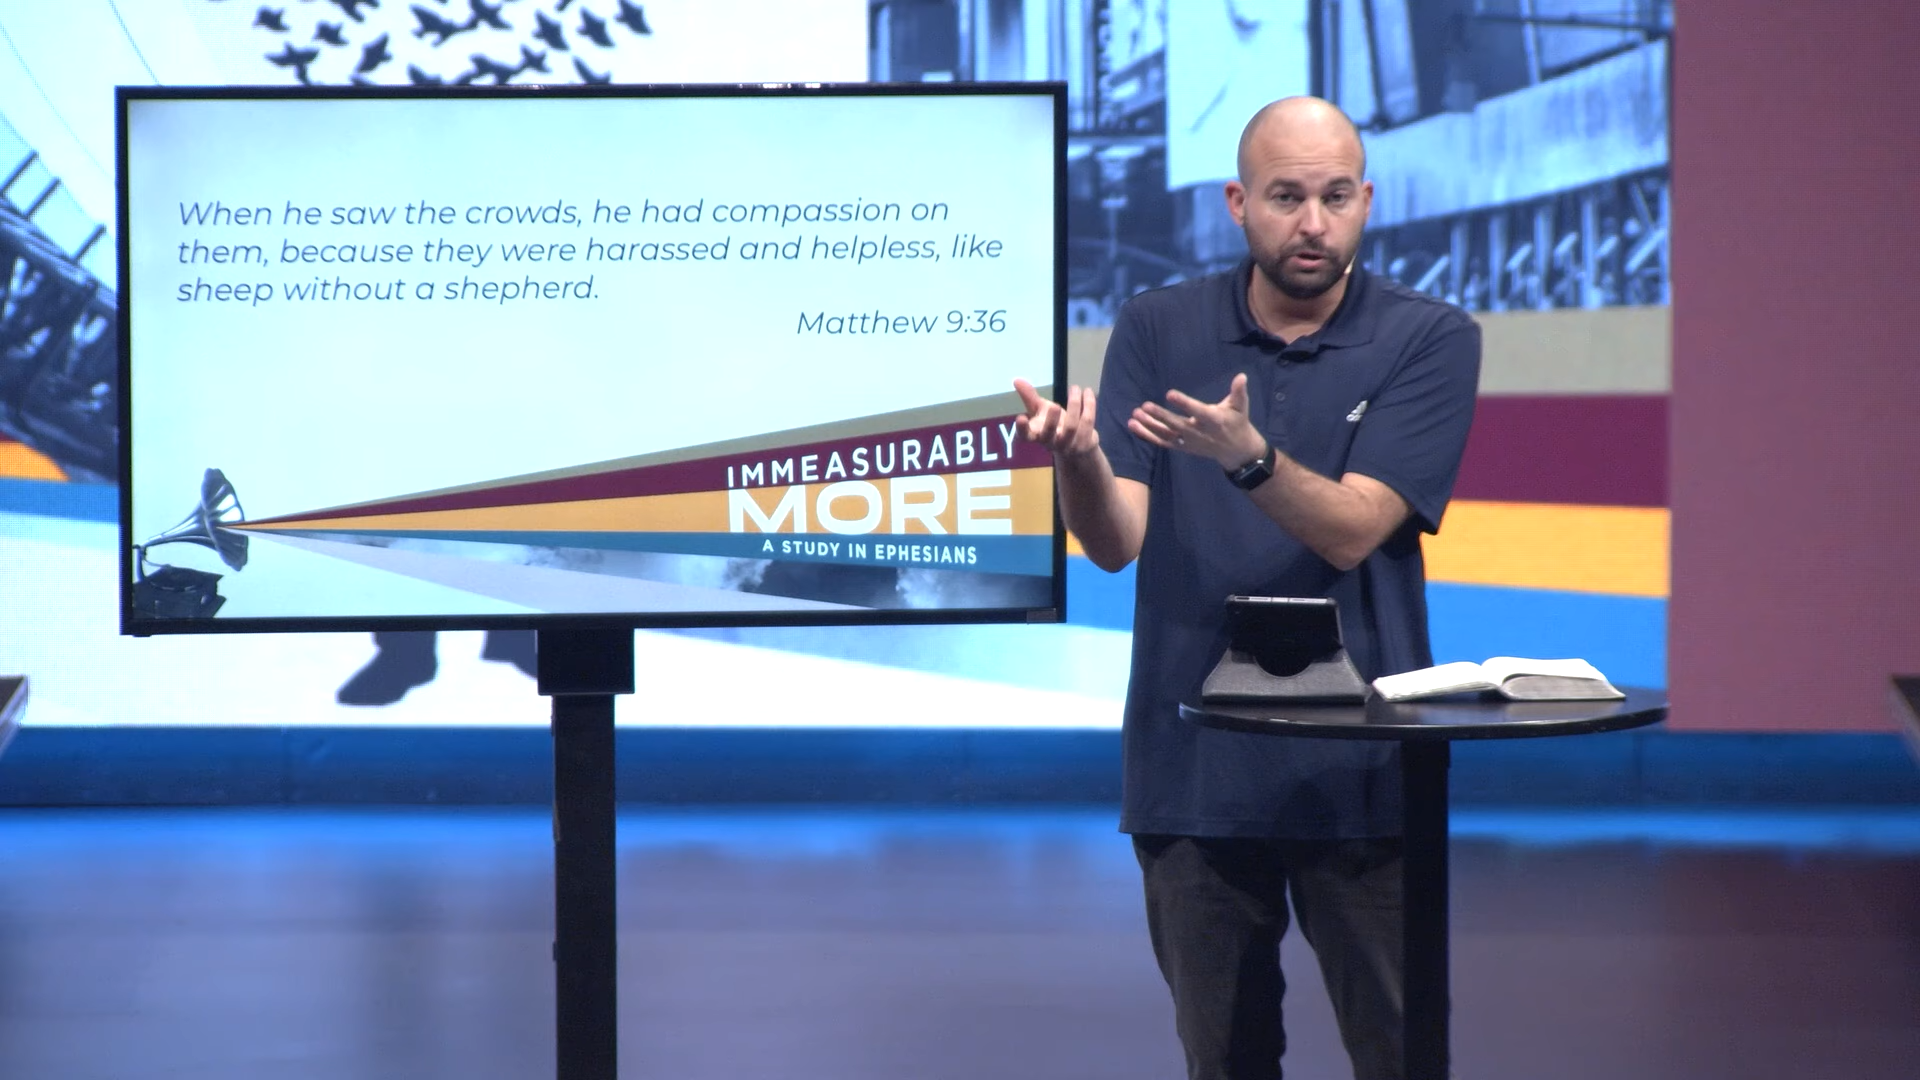 When he saw the crowds, he had compassion on
them, because they were harassed and helpless, like
sheep without a shepherd.
Matthew 9:36
IMMEASURABLY
MORE
A STUDY IN EPHESIANS